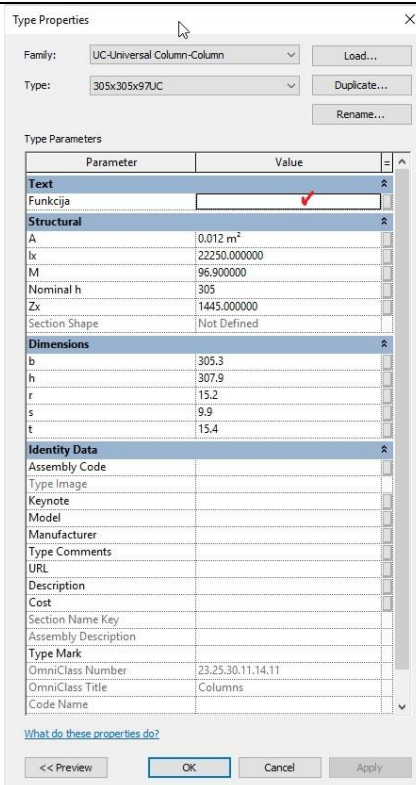 Type Properties
Family: UC-Universal Column-Column Load...
Type: 305x305x97UC Duplicate...
Rename...
Type Parameters
Parameter Value =
Text
Funkcija
Structural
A 0.012 m²
Ix 22250.000000
M 96.900000
Nominal h 305
Zx 1445.000000
Section Shape Not Defined
Dimensions
b 305.3
h 307.9
r 15.2
s 9.9
t 15.4
Identity Data
Assembly Code
Type Image
Keynote
Model
Manufacturer
Type Comments
URL
Description
Cost
Section Name Key
Assembly Description
Type Mark
OmniClass Number 23.25.30.11.14.11
OmniClass Title Columns
Code Name
What do these properties do?
<< Preview OK Cancel Apply